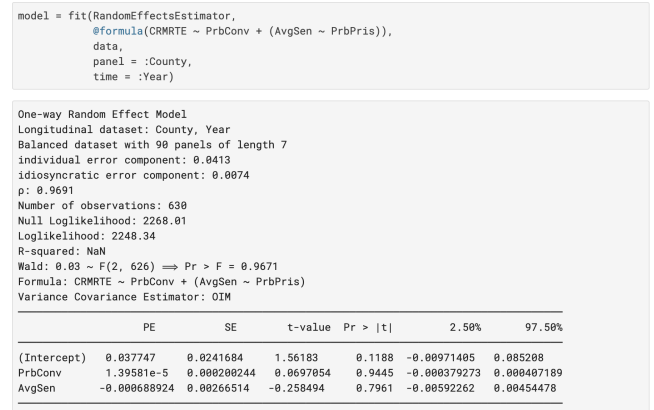 model = fit(RandomEffectsEstimator,
            @formula(CRMRTE ~ PrbConv + (AvgSen ~ PrbPris)),
            data,
            panel = :County,
            time = :Year)
One-way Random Effect Model
Longitudinal dataset: County, Year
Balanced dataset with 90 panels of length 7
individual error component: 0.0413
idiosyncratic error component: 0.0074
ρ: 0.9691
Number of observations: 630
Null Loglikelihood: 2268.01
Loglikelihood: 2248.34
R-squared: NaN
Wald: 0.03 ~ F(2, 626) ⟹ Pr > F = 0.9671
Formula: CRMRTE ~ PrbConv + (AvgSen ~ PrbPris)
Variance Covariance Estimator: OIM
PE SE t-value Pr > |t| 2.50% 97.50%
(Intercept) 0.037747 0.0241684 1.56183 0.1188 -0.00971405 0.085208
PrbConv 1.39581e-5 0.000200244 0.0697054 0.9445 -0.000379273 0.000407189
AvgSen -0.000688924 0.00266514 -0.258494 0.7961 -0.00592262 0.00454478